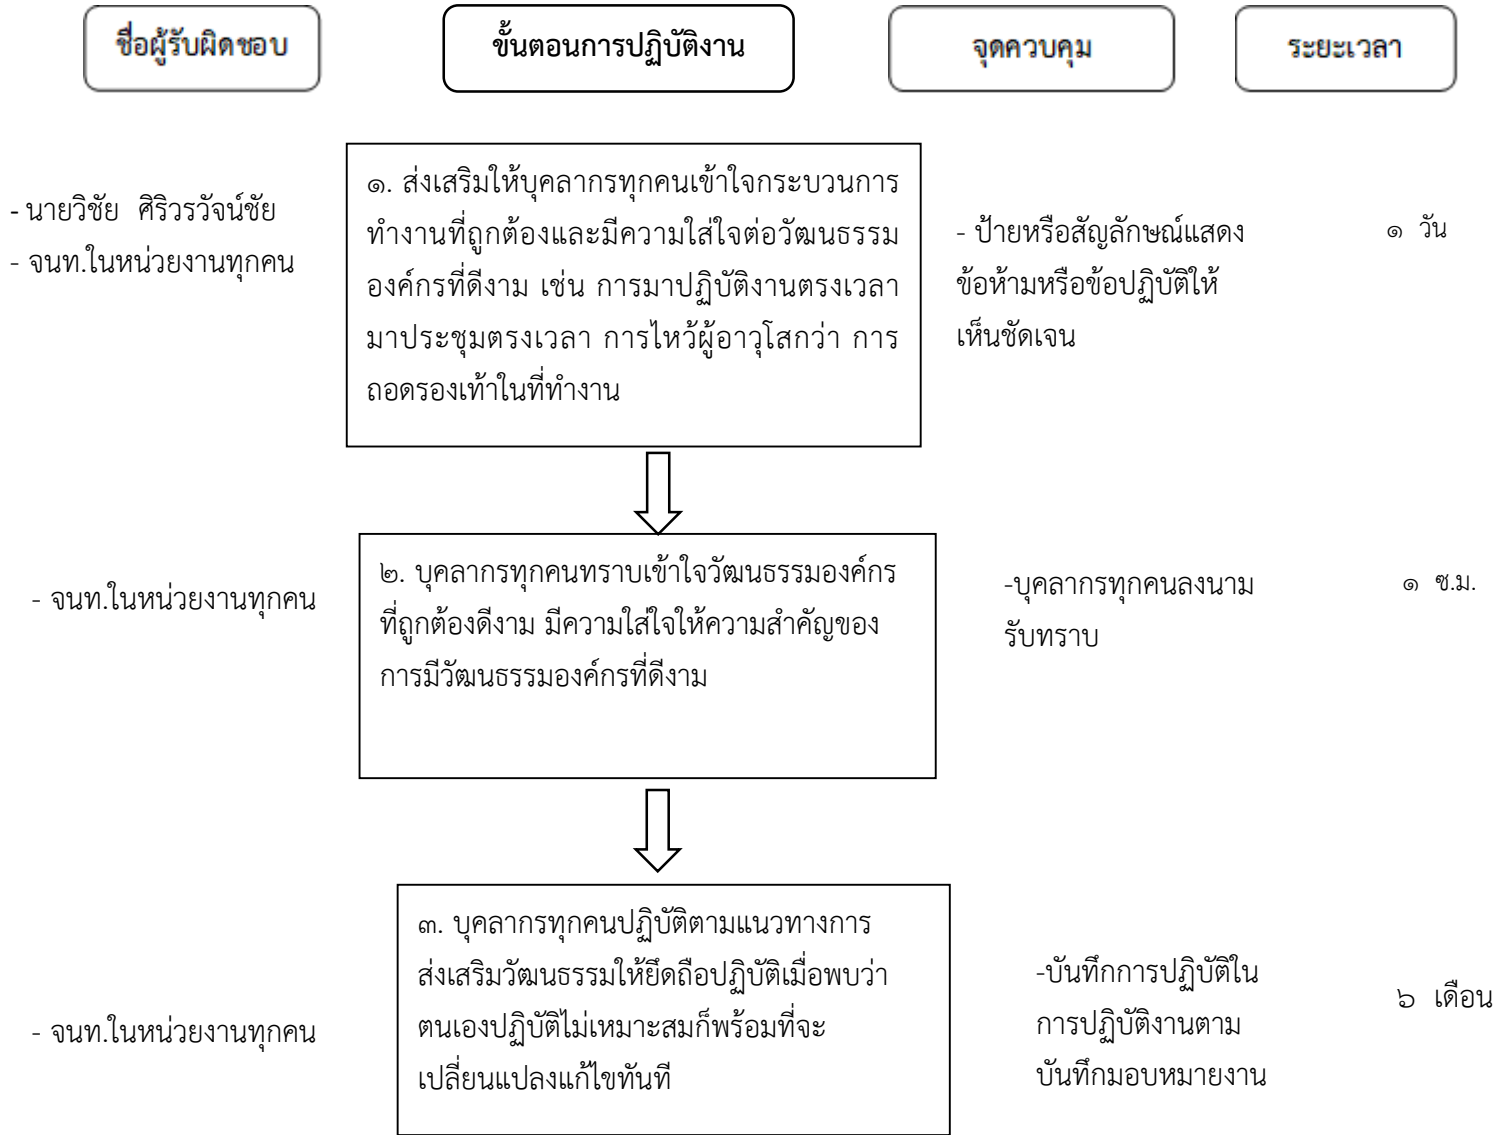 ชื่อผู้รับผิดชอบ
ขั้นตอนการปฏิบัติงาน
จุดควบคุม
ระยะเวลา
- นายวิชัย ศิริวรวัจน์ชัย
- จนท.ในหน่วยงานทุกคน
๑. ส่งเสริมให้บุคลากรทุกคนเข้าใจกระบวนการ
ทำงานที่ถูกต้องและมีความใส่ใจต่อวัฒนธรรม
องค์กรที่ดีงาม เช่น การมาปฏิบัติงานตรงเวลา
มาประชุมตรงเวลา การไหว้ผู้อาวุโสกว่า การ
ถอดรองเท้าในที่ทำงาน
- ป้ายหรือสัญลักษณ์แสดง
ข้อห้ามหรือข้อปฏิบัติให้
เห็นชัดเจน
๑ วัน
- จนท.ในหน่วยงานทุกคน
๒. บุคลากรทุกคนทราบเข้าใจวัฒนธรรมองค์กร
ที่ถูกต้องดีงาม มีความใส่ใจให้ความสำคัญของ
การมีวัฒนธรรมองค์กรที่ดีงาม
-บุคลากรทุกคนลงนาม
รับทราบ
๑ ซ.ม.
- จนท.ในหน่วยงานทุกคน
๓. บุคลากรทุกคนปฏิบัติตามแนวทางการ
ส่งเสริมวัฒนธรรมให้ยึดถือปฏิบัติเมื่อพบว่า
ตนเองปฏิบัติไม่เหมาะสมก็พร้อมที่จะ
เปลี่ยนแปลงแก้ไขทันที
-บันทึกการปฏิบัติใน
การปฏิบัติงานตาม
บันทึกมอบหมายงาน
๖ เดือน